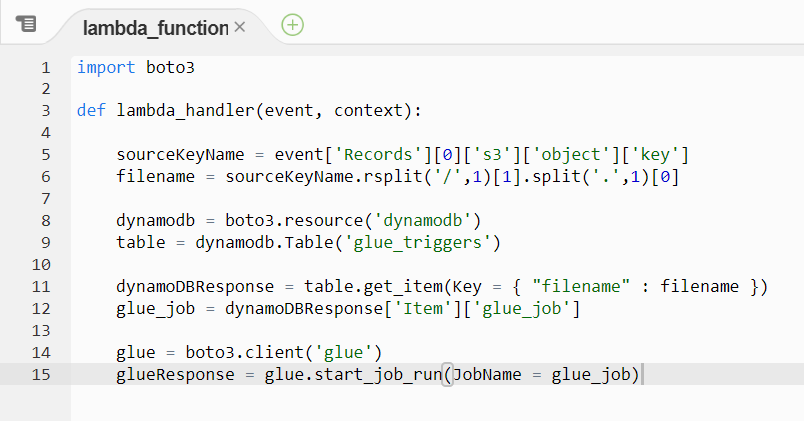 lambda_function
1 import boto3
2
3 def lambda_handler(event, context):
4
5 sourceKeyName = event['Records'][0]['s3']['object']['key']
6 filename = sourceKeyName.rsplit('/',1)[1].split('.',1)[0]
7
8 dynamodb = boto3.resource('dynamodb')
9 table = dynamodb.Table('glue_triggers')
10
11 dynamoDBResponse = table.get_item(Key = { "filename" : filename })
12 glue_job = dynamoDBResponse['Item']['glue_job']
13
14 glue = boto3.client('glue')
15 glueResponse = glue.start_job_run(JobName = glue_job)